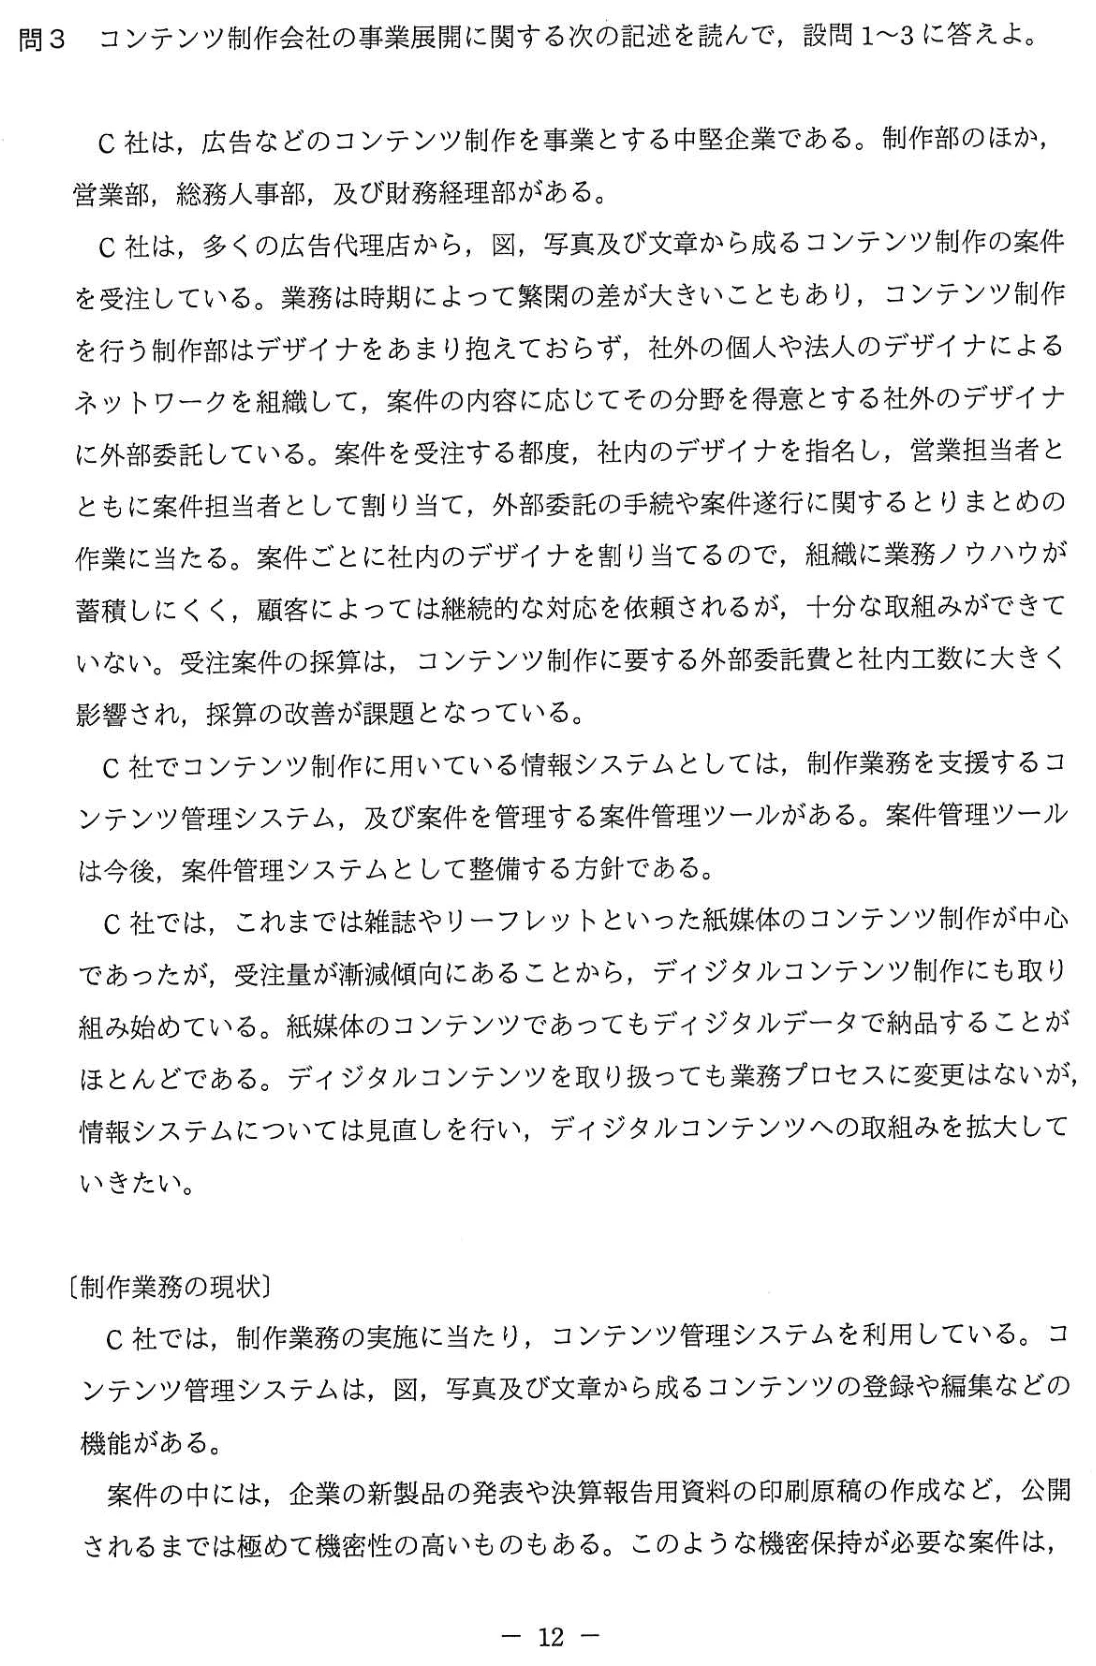 問３　コンテンツ制作会社の事業展開に関する次の記述を読んで，設問 1～3 に答えよ。
C 社は，広告などのコンテンツ制作を事業とする中堅企業である。制作部のほか，
営業部，総務人事部，及び財務経理部がある。
C 社は，多くの広告代理店から，図，写真及び文章から成るコンテンツ制作の案件
を受注している。業務は時期によって繁閑の差が大きいこともあり，コンテンツ制作
を行う制作部はデザイナをあまり抱えておらず，社外の個人や法人のデザイナによる
ネットワークを組織して，案件の内容に応じてその分野を得意とする社外のデザイナ
に外部委託している。案件を受注する都度，社内のデザイナを指名し，営業担当者と
ともに案件担当者として割り当て，外部委託の手続や案件遂行に関するとりまとめの
作業に当たる。案件ごとに社内のデザイナを割り当てるので，組織に業務ノウハウが
蓄積しにくく，顧客によっては継続的な対応を依頼されるが，十分な取組みができて
いない。受注案件の採算は，コンテンツ制作に要する外部委託費と社内工数に大きく
影響され，採算の改善が課題となっている。
C 社でコンテンツ制作に用いている情報システムとしては，制作業務を支援するコ
ンテンツ管理システム，及び案件を管理する案件管理ツールがある。案件管理ツール
は今後，案件管理システムとして整備する方針である。
C 社では，これまでは雑誌やリーフレットといった紙媒体のコンテンツ制作が中心
であったが，受注量が漸減傾向にあることから，ディジタルコンテンツ制作にも取り
組み始めている。紙媒体のコンテンツであってもディジタルデータで納品することが
ほとんどである。ディジタルコンテンツを取り扱っても業務プロセスに変更はないが，
情報システムについては見直しを行い，ディジタルコンテンツへの取組みを拡大して
いきたい。
〔制作業務の現状〕
C 社では，制作業務の実施に当たり，コンテンツ管理システムを利用している。コ
ンテンツ管理システムは，図，写真及び文章から成るコンテンツの登録や編集などの
機能がある。
案件の中には，企業の新製品の発表や決算報告用資料の印刷原稿の作成など，公開
されるまでは極めて機密性の高いものもある。このような機密保持が必要な案件は，
－ 12 －